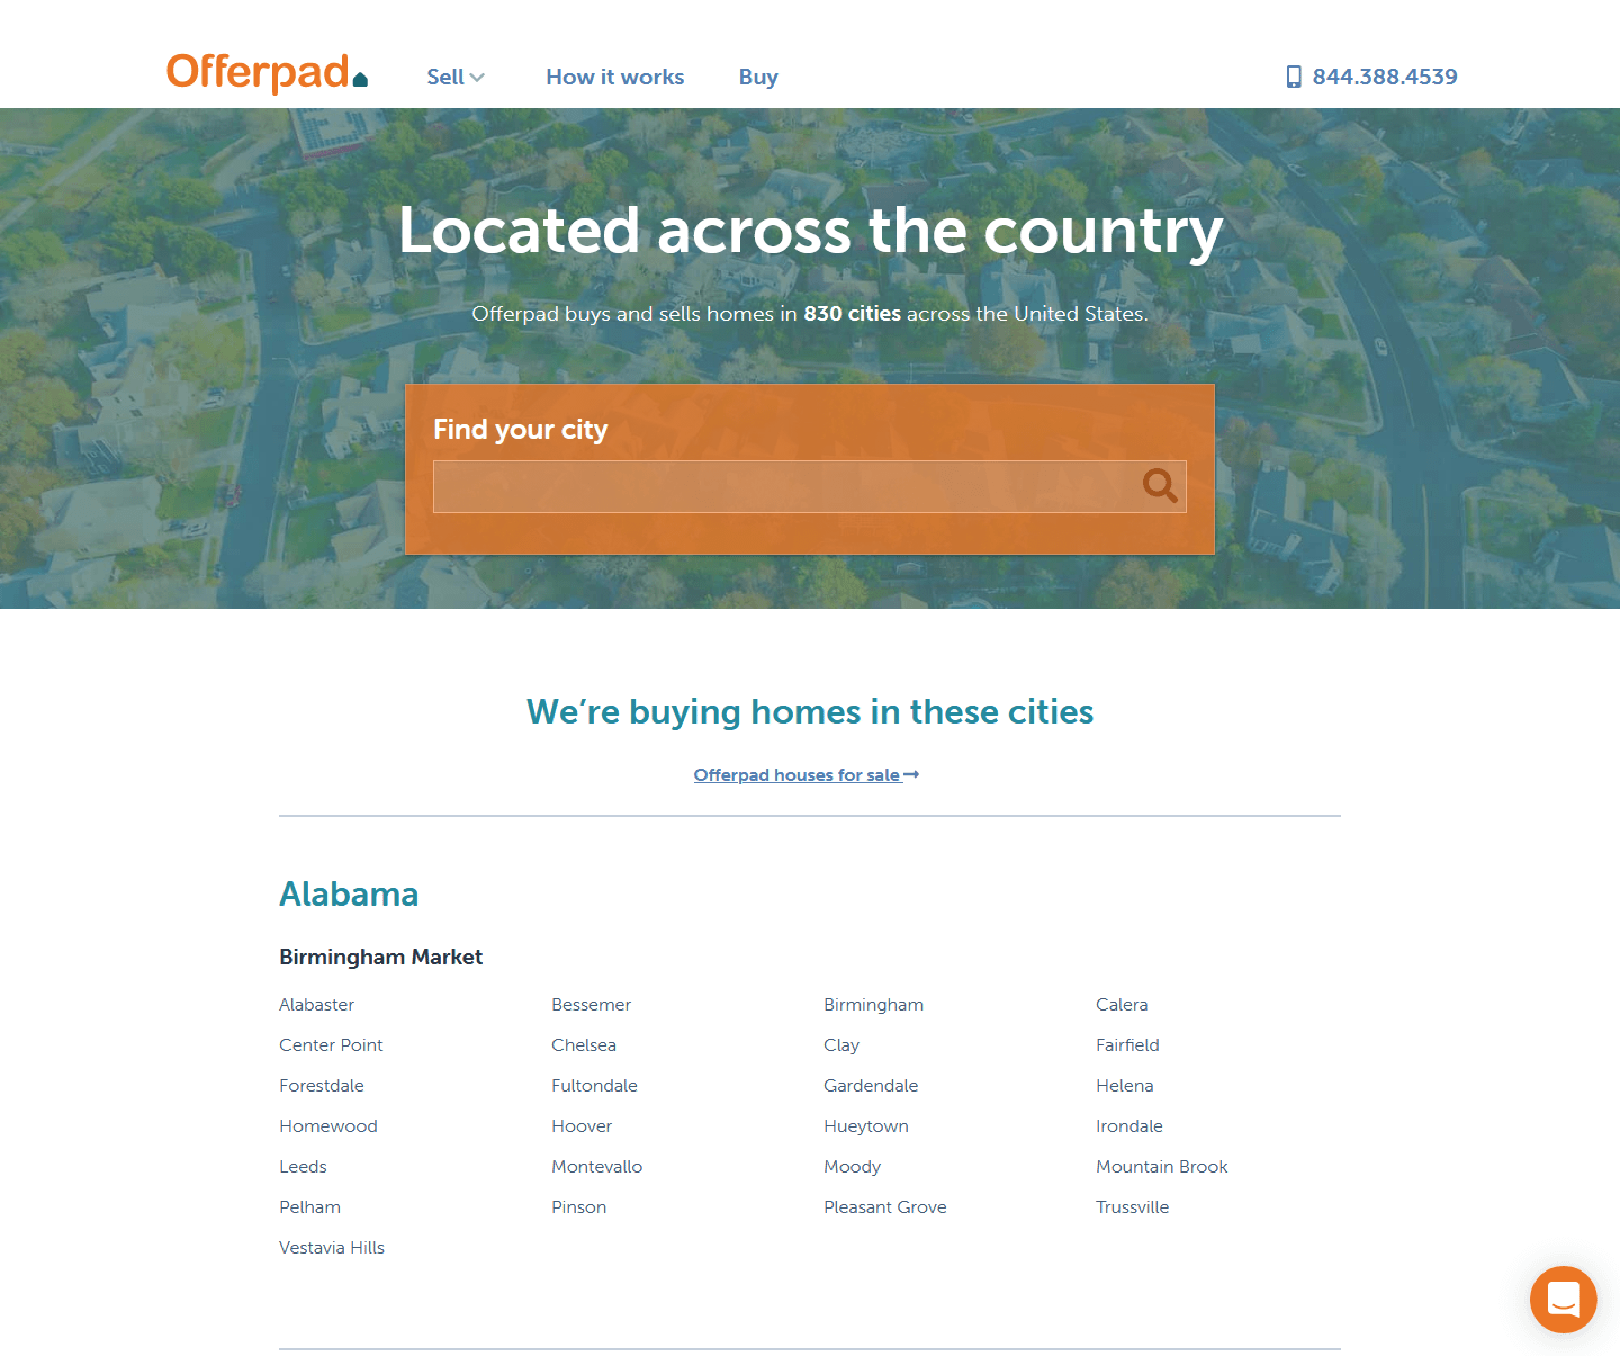 Offerpad
Sell
How it works
Buy
844.388.4539
Located across the country
Offerpad buys and sells homes in 830 cities across the United States.
Find your city
We’re buying homes in these cities
Offerpad houses for sale
Alabama
Birmingham Market
Alabaster Bessemer Birmingham Calera
Center Point Chelsea Clay Fairfield
Forestdale Fultondale Gardendale Helena
Homewood Hoover Hueytown Irondale
Leeds Montevallo Moody Mountain Brook
Pelham Pinson Pleasant Grove Trussville
Vestavia Hills